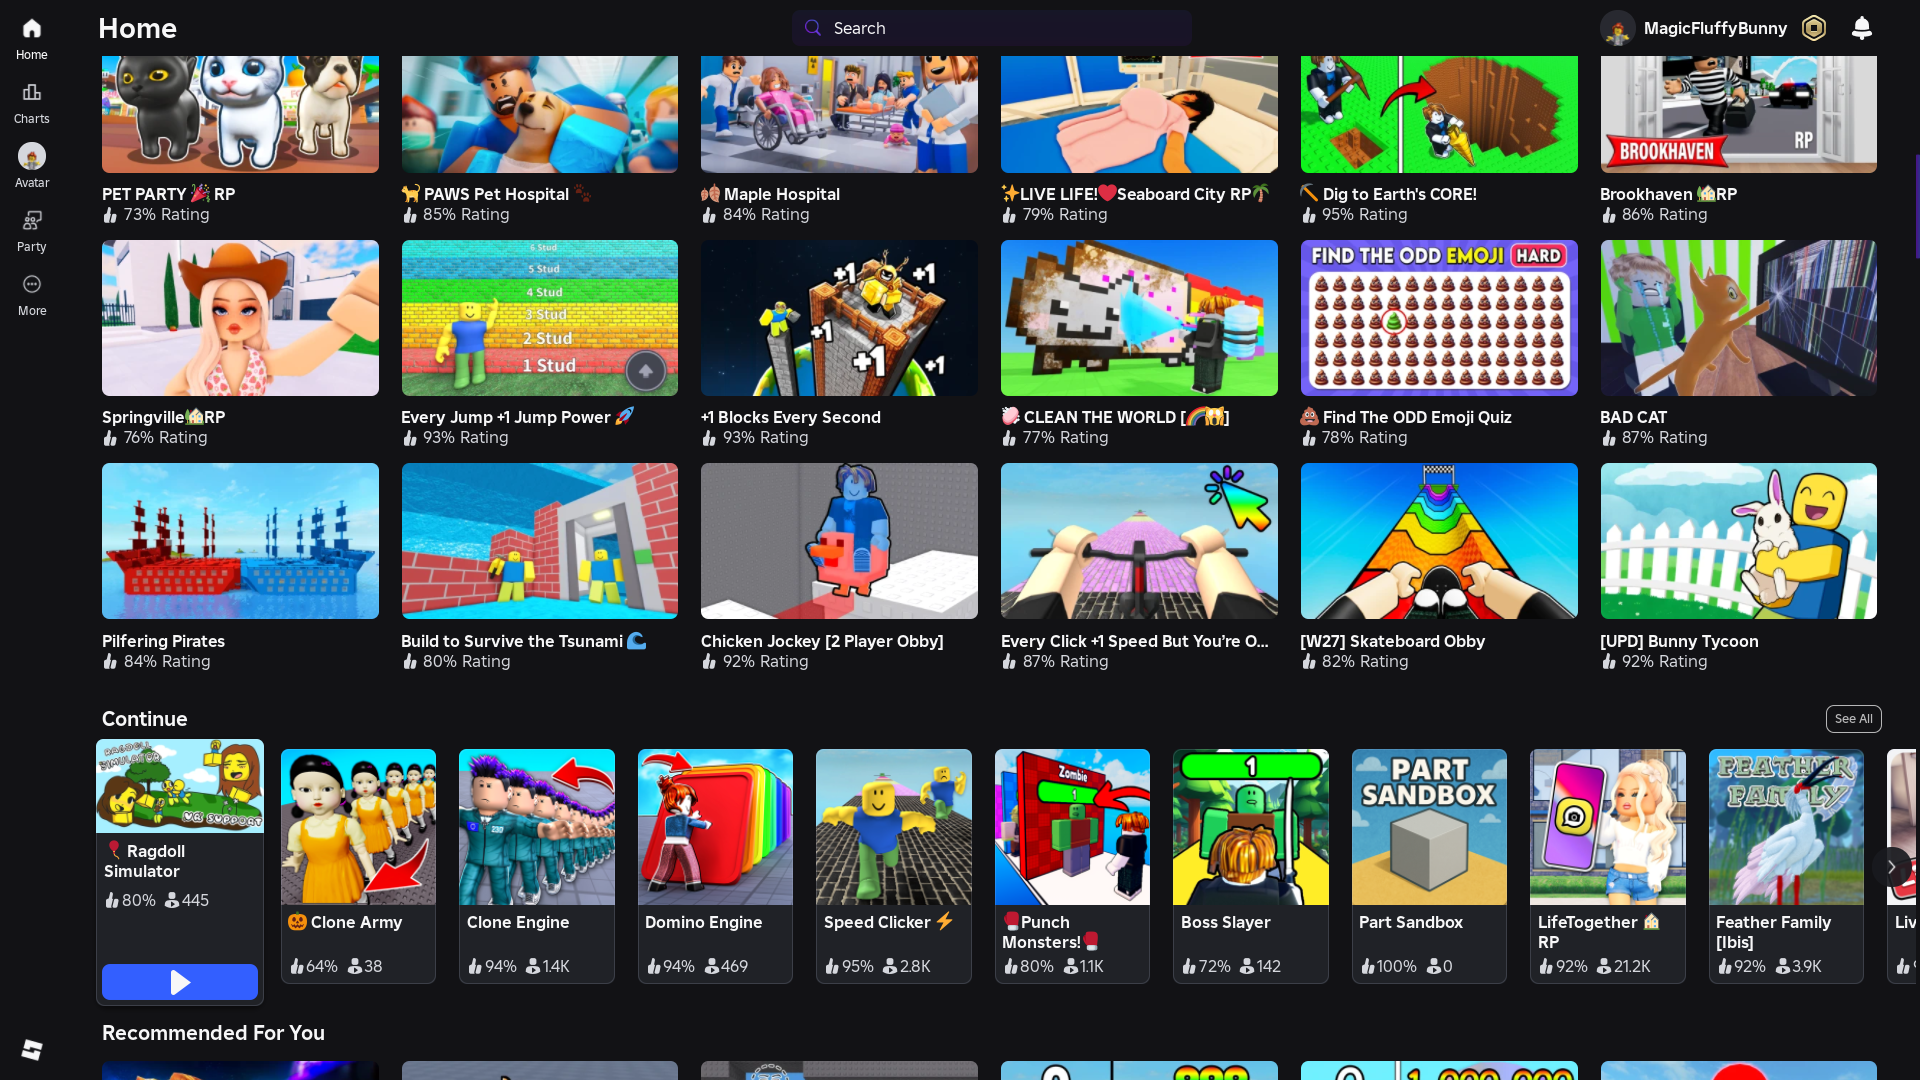 Home
Search
MagicFluffyBunny
Home
Charts
Avatar
Party
More
BROOKHAVEN
RP
PET PARTY 🎉 RP
73% Rating
🐕 PAWS Pet Hospital 🐾
85% Rating
🍂 Maple Hospital
84% Rating
✨LIVE LIFE!❤️Seaboard City RP🌴
79% Rating
⛏️ Dig to Earth's CORE!
95% Rating
Brookhaven 🏡RP
86% Rating
6 Stud
5 Stud
4 Stud
3 Stud
2 Stud
1 Stud
+1
+1
+1
+1
+1
FIND THE ODD EMOJI HARD
Springville🏡RP
76% Rating
Every Jump +1 Jump Power 🚀
93% Rating
+1 Blocks Every Second
93% Rating
🧼 CLEAN THE WORLD [🌈🙀]
77% Rating
💩 Find The ODD Emoji Quiz
78% Rating
BAD CAT
87% Rating
Pilfering Pirates
84% Rating
Build to Survive the Tsunami 🌊
80% Rating
Chicken Jockey [2 Player Obby]
92% Rating
Every Click +1 Speed But You’re O...
87% Rating
[W27] Skateboard Obby
82% Rating
[UPD] Bunny Tycoon
92% Rating
Continue
See All
RAGDOLL
SIMULATOR
VR SUPPORT
230
Zombie
1
1
PART
SANDBOX
FEATHER
FAMILY
🎈 Ragdoll
Simulator
80% 445
🎃 Clone Army
64% 38
Clone Engine
94% 1.4K
Domino Engine
94% 469
Speed Clicker ⚡
95% 2.8K
🥊Punch
Monsters!🥊
80% 1.1K
Boss Slayer
72% 142
Part Sandbox
100% 0
LifeTogether 🏠
RP
92% 21.2K
Feather Family
[Ibis]
92% 3.9K
Liv
Recommended For You